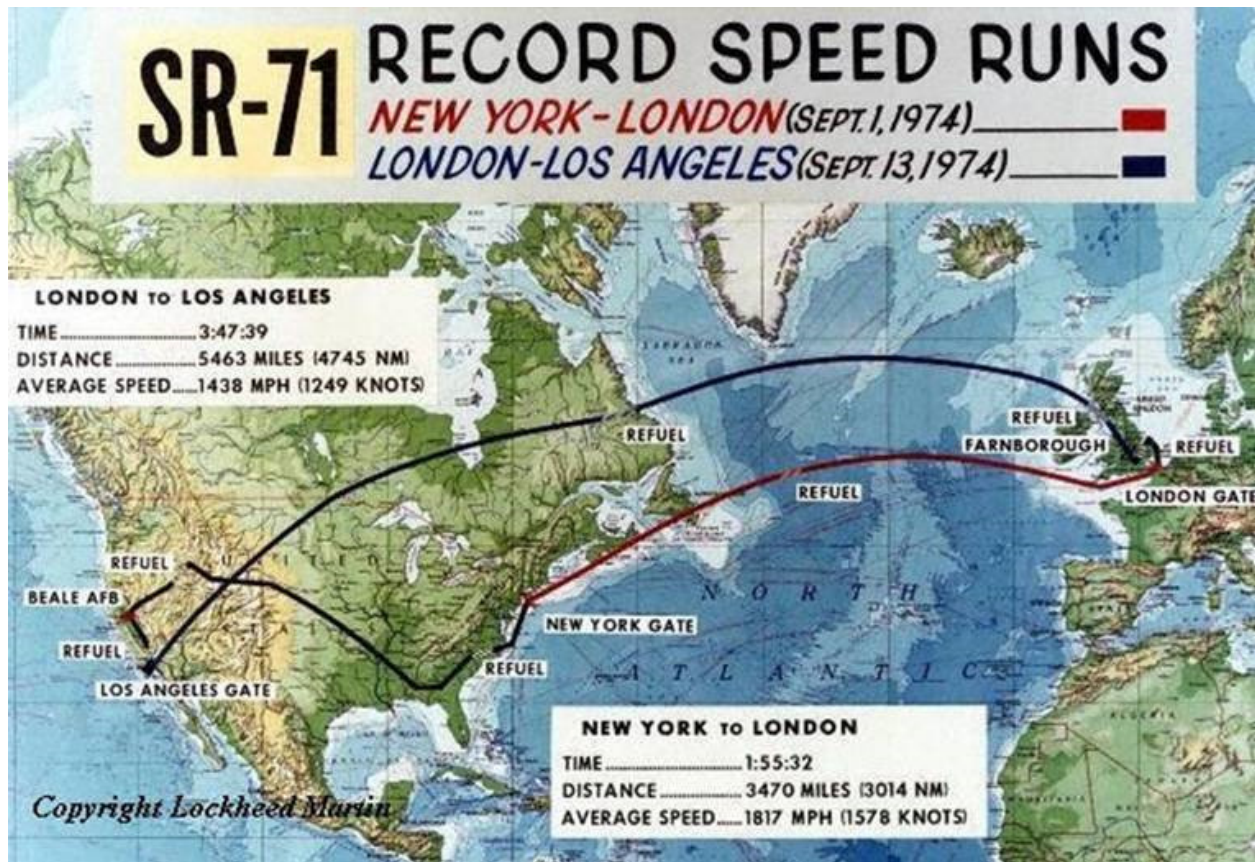 SR-71
RECORD SPEED RUNS
NEW YORK-LONDON (SEPT. 1, 1974)
LONDON-LOS ANGELES (SEPT. 13, 1974)
LONDON TO LOS ANGELES
TIME 3:47:39
DISTANCE 5463 MILES (4745 NM)
AVERAGE SPEED 1438 MPH (1249 KNOTS)
LABRADOR
SEA
REFUEL
REFUEL
FARNBOROUGH
REFUEL
LONDON GATE
REFUEL
REFUEL
UNITED
BEALE AFB
NORTH
NEW YORK GATE
REFUEL
REFUEL
LOS ANGELES GATE
ATLANTIC
ALGERIA
NEW YORK TO LONDON
TIME 1:55:32
DISTANCE 3470 MILES (3014 NM)
AVERAGE SPEED 1817 MPH (1578 KNOTS)
Copyright Lockheed Martin